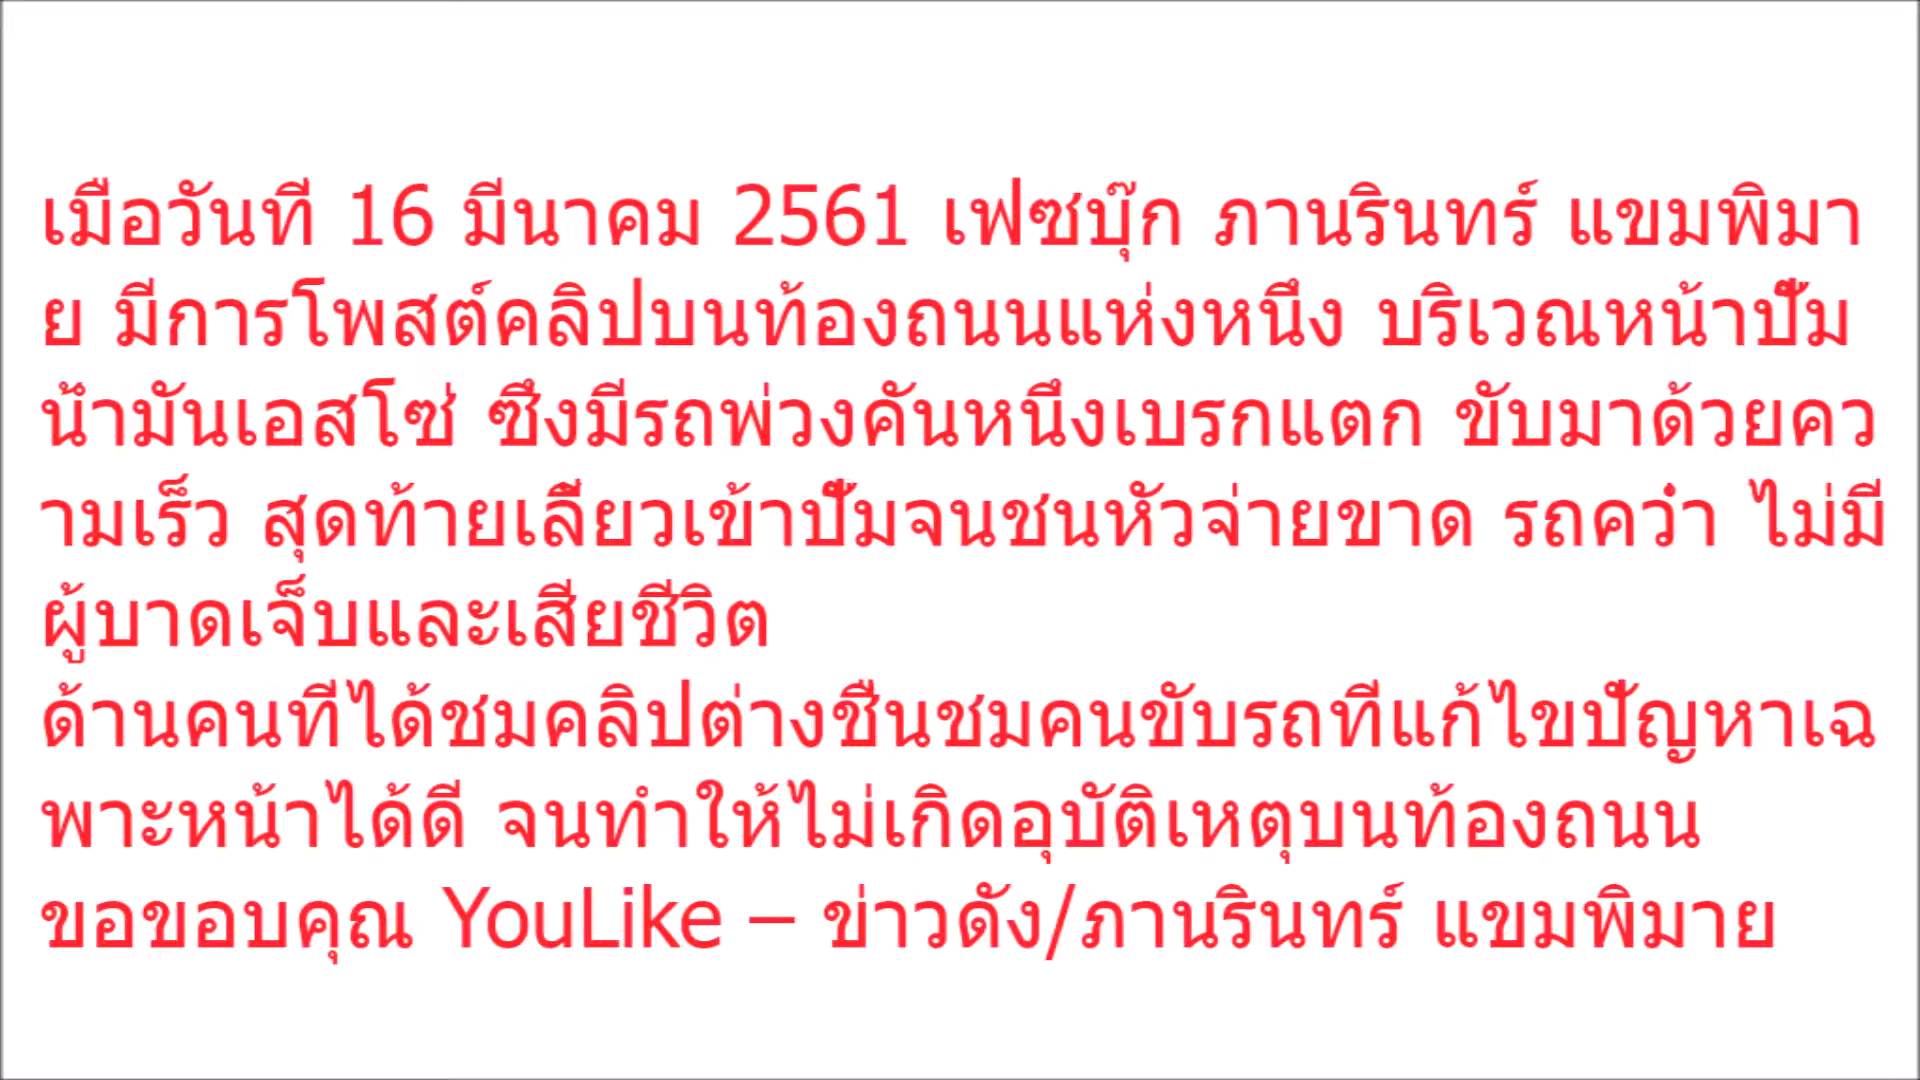 เมื่อวันที่ 16 มีนาคม 2561 เฟซบุ๊ก ภานรินทร์ แขมพิมา
ย มีการโพสต์คลิปบนท้องถนนแห่งหนึ่ง บริเวณหน้าปั๊ม
น้ำมันเอสโซ่ ซึ่งมีรถพ่วงคันหนึ่งเบรกแตก ขับมาด้วยคว
ามเร็ว สุดท้ายเลี้ยวเข้าปั๊มจนชนหัวจ่ายขาด รถคว่ำ ไม่มี
ผู้บาดเจ็บและเสียชีวิต
ด้านคนที่ได้ชมคลิปต่างชื่นชมคนขับรถที่แก้ไขปัญหาเฉ
พาะหน้าได้ดี จนทำให้ไม่เกิดอุบัติเหตุบนท้องถนน
ขอขอบคุณ YouLike – ข่าวดัง/ภานรินทร์ แขมพิมาย